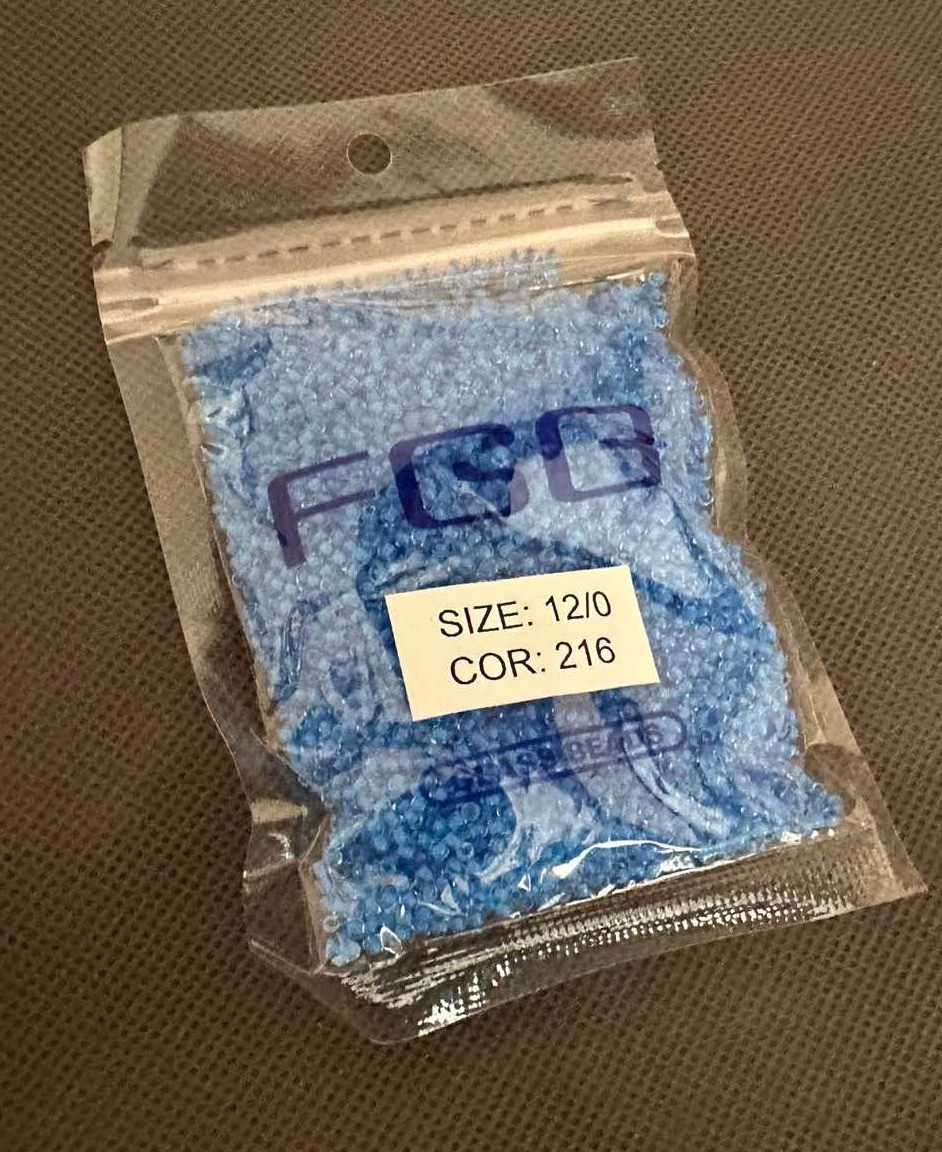 FGB
SIZE: 12/0
COR: 216
GLASS BEADS